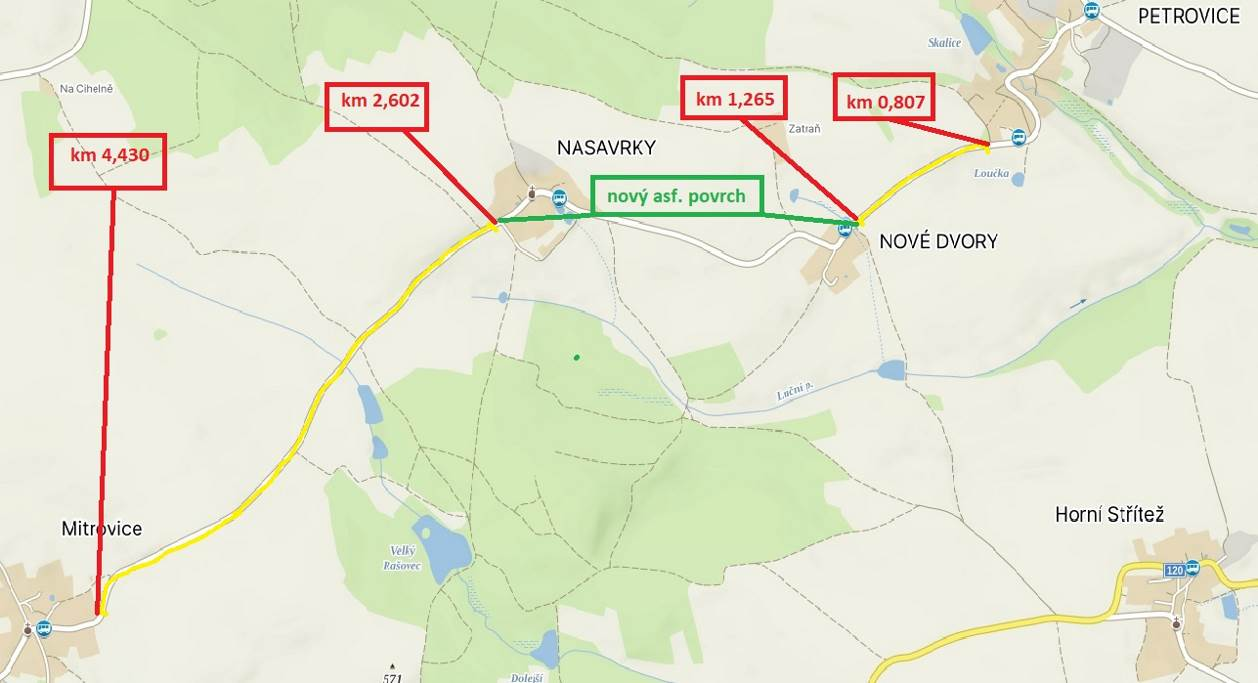 PETROVICE
Skalice
Na Cihelně
km 2,602
km 1,265
km 0,807
Zatraň
km 4,430
NASAVRKY
Loučka
nový asf. povrch
NOVÉ DVORY
Luční p.
Mitrovice
Horní Střítež
Velký
Rašovec
120
571
Dolejší